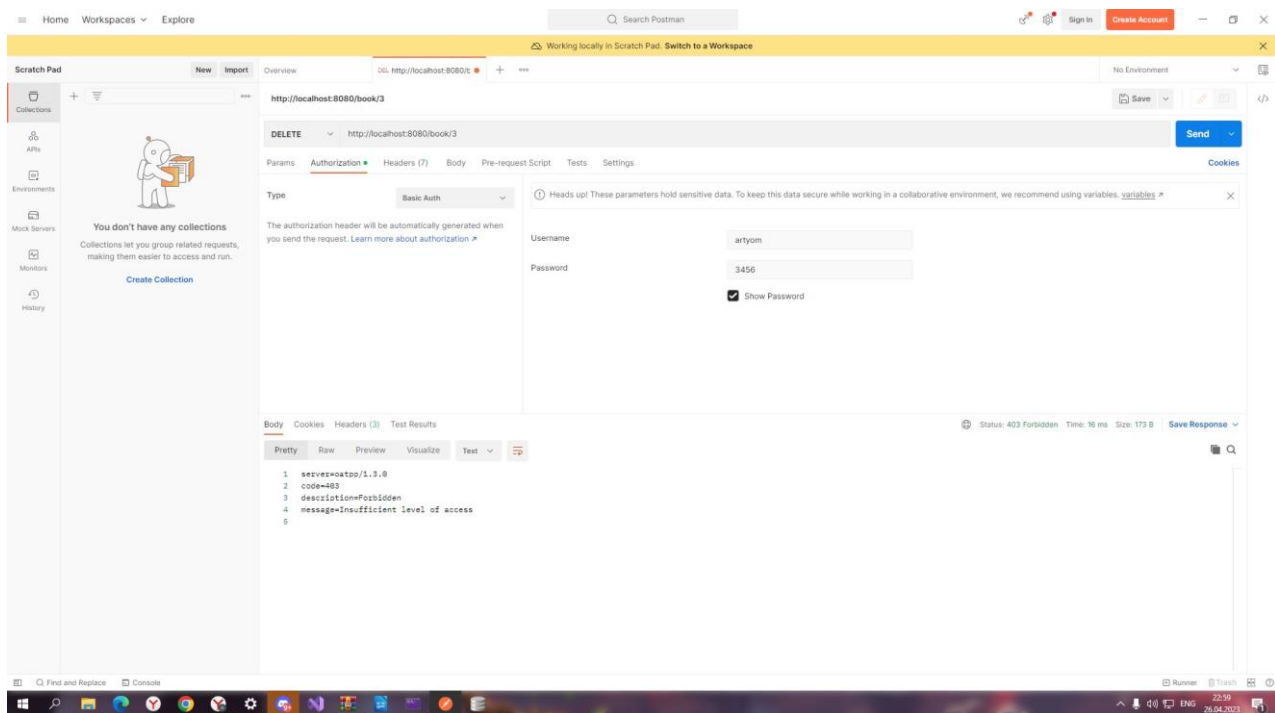 Home Workspaces Explore Search Postman Sign In Create Account
Working locally in Scratch Pad. Switch to a Workspace
Scratch Pad New Import Overview DEL http://localhost:8080/b No Environment
Collections
http://localhost:8080/book/3 Save
APIs
DELETE http://localhost:8080/book/3 Send
Params Authorization Headers (7) Body Pre-request Script Tests Settings Cookies
Environments
Type Basic Auth Heads up! These parameters hold sensitive data. To keep this data secure while working in a collaborative environment, we recommend using variables. variables
Mock Servers
You don't have any collections
The authorization header will be automatically generated when
you send the request. Learn more about authorization
Collections let you group related requests,
making them easier to access and run.
Username artyom
Monitors
Create Collection
Password 3456
Show Password
History
Body Cookies Headers (3) Test Results Status: 403 Forbidden Time: 16 ms Size: 173 B Save Response
Pretty Raw Preview Visualize Text
1 server=oatpp/1.3.0
2 code=403
3 description=Forbidden
4 message=Insufficient level of access
5
Find and Replace Console Runner Trash
ENG 22:59
26.04.2023